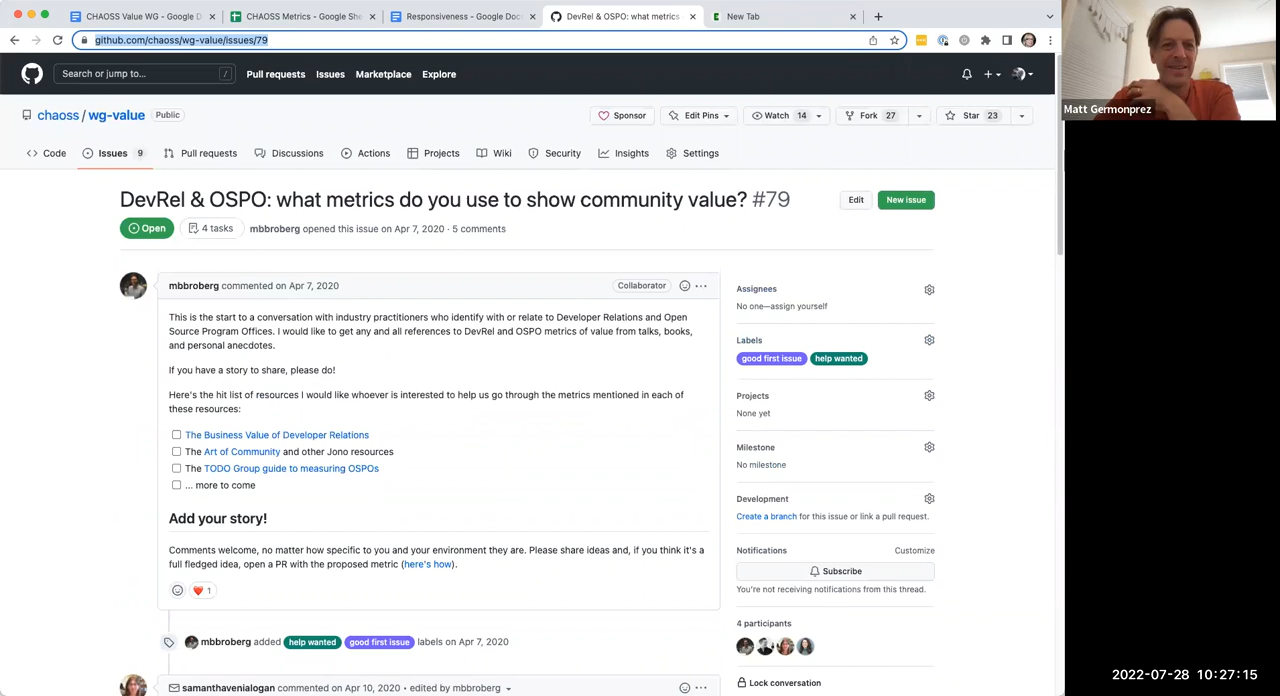 CHAOSS Value WG - Google D
CHAOSS Metrics - Google She
Responsiveness - Google Doc
DevRel & OSPO: what metrics
New Tab
github.com/chaoss/wg-value/issues/79
Search or jump to...
/
Pull requests
Issues
Marketplace
Explore
chaoss / wg-value
Public
Sponsor
Edit Pins
Watch 14
Fork 27
Star 23
Code
Issues 9
Pull requests
Discussions
Actions
Projects
Wiki
Security
Insights
Settings
DevRel & OSPO: what metrics do you use to show community value? #79
Edit
New issue
Open
4 tasks
mbbroberg opened this issue on Apr 7, 2020 · 5 comments
mbbroberg commented on Apr 7, 2020
Collaborator
This is the start to a conversation with industry practitioners who identify with or relate to Developer Relations and Open
Source Program Offices. I would like to get any and all references to DevRel and OSPO metrics of value from talks, books,
and personal anecdotes.
If you have a story to share, please do!
Here's the hit list of resources I would like whoever is interested to help us go through the metrics mentioned in each of
these resources:
The Business Value of Developer Relations
The Art of Community and other Jono resources
The TODO Group guide to measuring OSPOs
... more to come
Add your story!
Comments welcome, no matter how specific to you and your environment they are. Please share ideas and, if you think it's a
full fledged idea, open a PR with the proposed metric (here's how).
❤️ 1
mbbroberg added help wanted good first issue labels on Apr 7, 2020
samanthavenialogan commented on Apr 10, 2020 • edited by mbbroberg
Assignees
No one—assign yourself
Labels
good first issue
help wanted
Projects
None yet
Milestone
No milestone
Development
Create a branch for this issue or link a pull request.
Notifications
Customize
Subscribe
You're not receiving notifications from this thread.
4 participants
Lock conversation
Matt Germonprez
2022-07-28 10:27:15